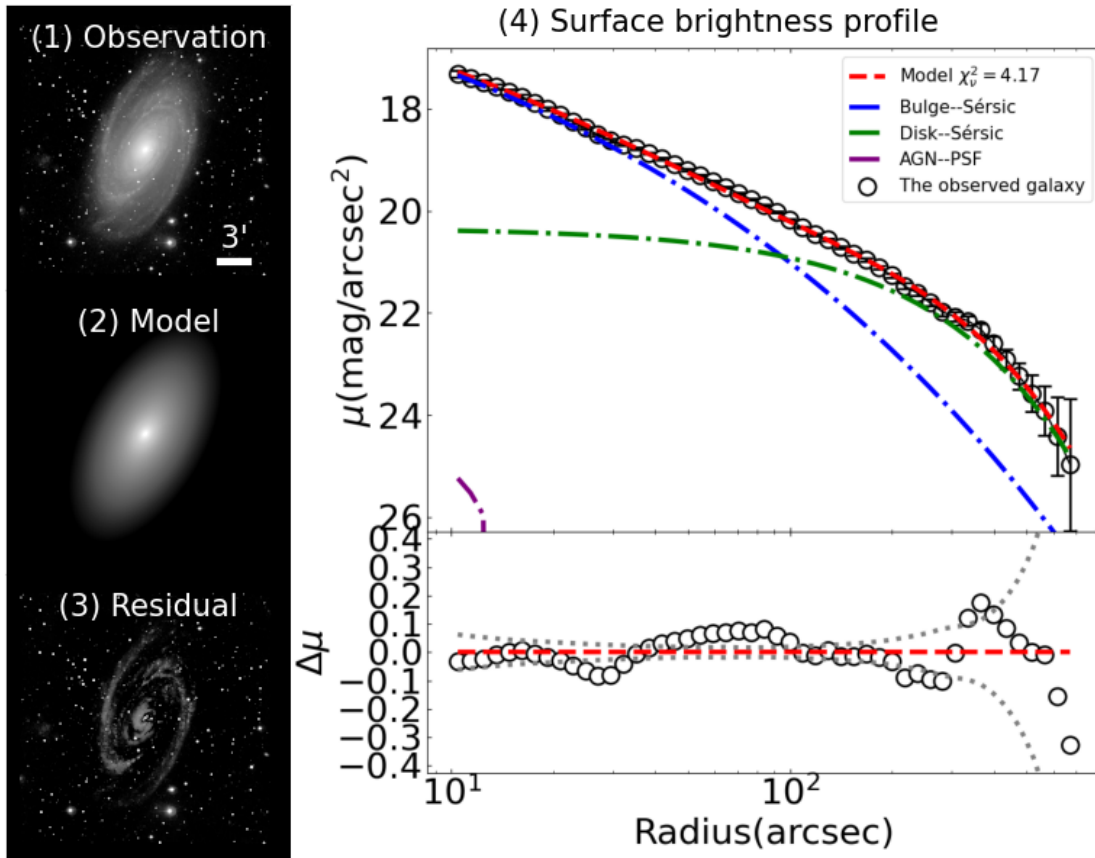 (1) Observation
3'
(2) Model
(3) Residual
(4) Surface brightness profile
Model χ²ᵥ = 4.17
Bulge--Sérsic
Disk--Sérsic
AGN--PSF
The observed galaxy
μ(mag/arcsec²)
18
20
22
24
26
Δμ
0.4
0.3
0.2
0.1
0.0
−0.1
−0.2
−0.3
−0.4
10¹
10²
Radius(arcsec)